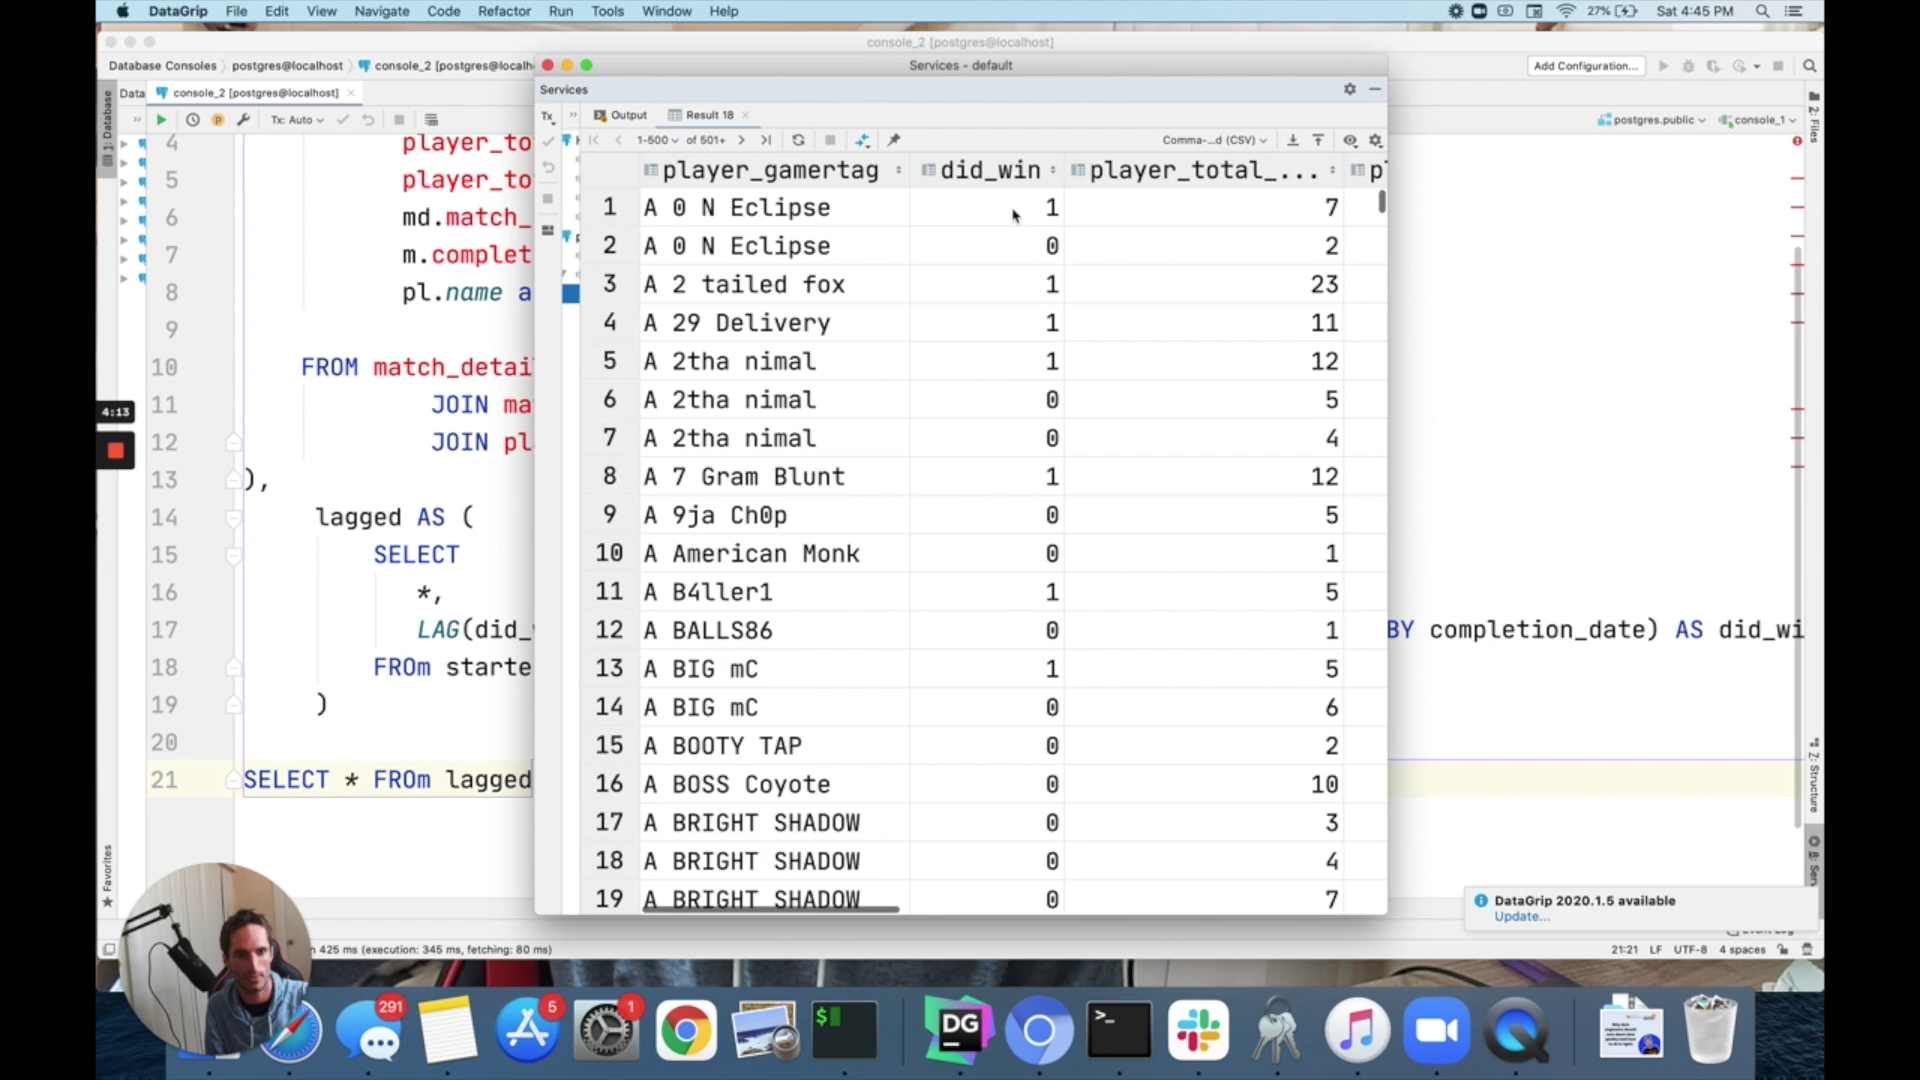 DataGrip File Edit View Navigate Code Refactor Run Tools Window Help 27% Sat 4:45 PM
console_2 [postgres@localhost]
Database Consoles postgres@localhost console_2 [postgres@localh
Add Configuration...
Services - default
Services
1: Database
Data
console_2 [postgres@localhost]
Tx: Auto
postgres.public console_1
2: Files
Tx
Output Result 18
1-500 of 501+
Comma-...d (CSV)
player_gamertag did_win player_total_...
1 A 0 N Eclipse 1 7
2 A 0 N Eclipse 0 2
3 A 2 tailed fox 1 23
4 A 29 Delivery 1 11
5 A 2tha nimal 1 12
6 A 2tha nimal 0 5
7 A 2tha nimal 0 4
8 A 7 Gram Blunt 1 12
9 A 9ja Ch0p 0 5
10 A American Monk 0 1
11 A B4ller1 1 5
12 A BALLS86 0 1
13 A BIG mC 1 5
14 A BIG mC 0 6
15 A BOOTY TAP 0 2
16 A BOSS Coyote 0 10
17 A BRIGHT SHADOW 0 3
18 A BRIGHT SHADOW 0 4
19 A BRIGHT SHADOW 0 7
4 player_to
5 player_to
6 md.match_
7 m.complet
8 pl.name a
9
10 FROM match_detai
11 JOIN ma
12 JOIN pl
13 ),
14 lagged AS (
15 SELECT
16 *,
17 LAG(did_ BY completion_date) AS did_wi
18 FROm starte
19 )
20
21 SELECT * FROm lagged
4:13
Z: Structure
Favorites
DataGrip 2020.1.5 available
Update...
425 ms (execution: 345 ms, fetching: 80 ms)
21:21 LF UTF-8 4 spaces
291
5
1
$
DG
>_